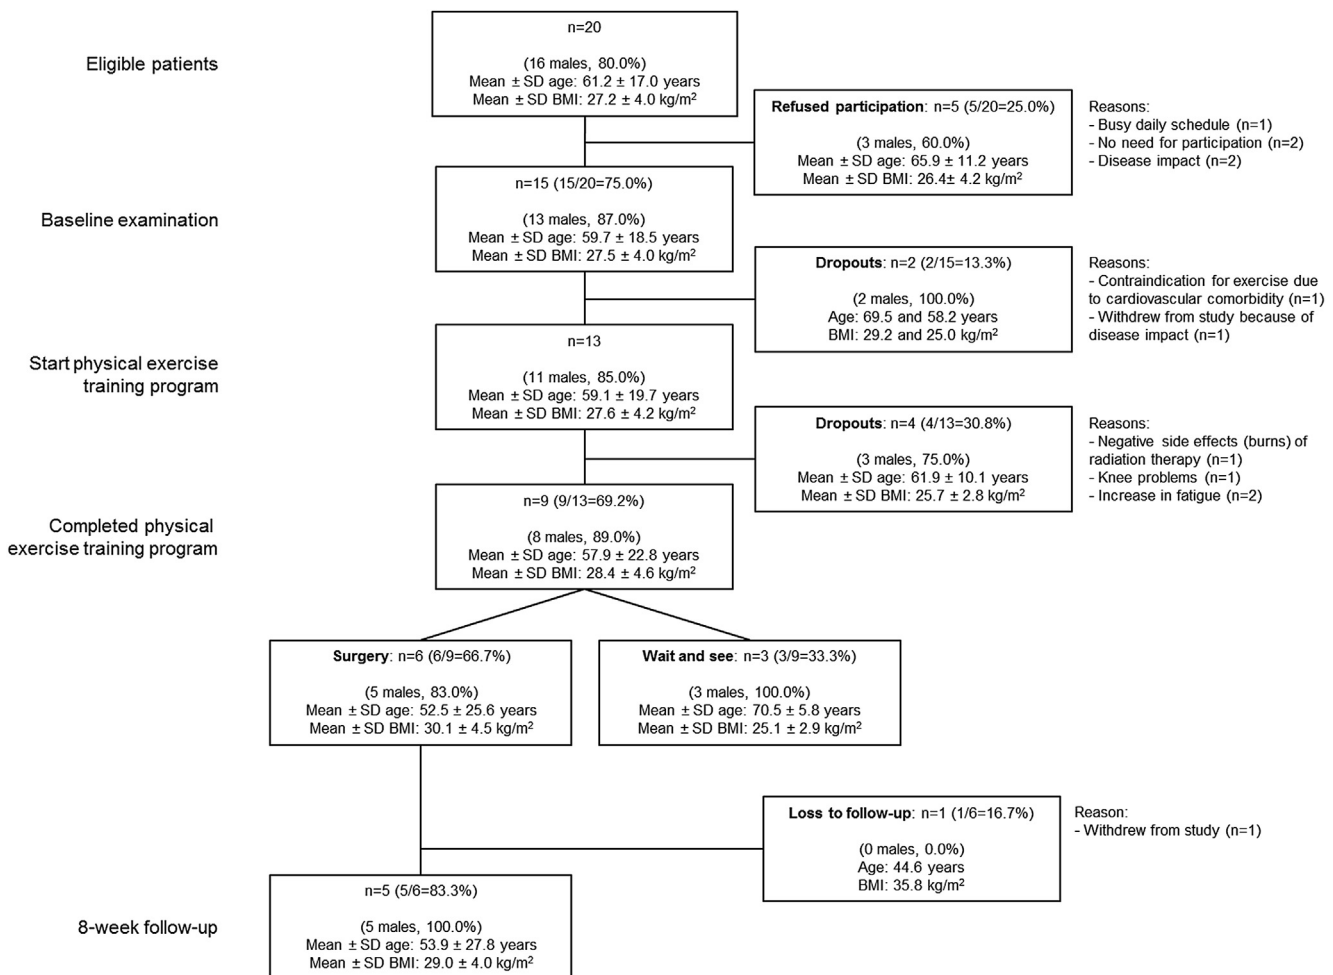 Eligible patients
n=20
(16 males, 80.0%)
Mean ± SD age: 61.2 ± 17.0 years
Mean ± SD BMI: 27.2 ± 4.0 kg/m²
Refused participation: n=5 (5/20=25.0%)
(3 males, 60.0%)
Mean ± SD age: 65.9 ± 11.2 years
Mean ± SD BMI: 26.4± 4.2 kg/m²
Reasons:
- Busy daily schedule (n=1)
- No need for participation (n=2)
- Disease impact (n=2)
Baseline examination
n=15 (15/20=75.0%)
(13 males, 87.0%)
Mean ± SD age: 59.7 ± 18.5 years
Mean ± SD BMI: 27.5 ± 4.0 kg/m²
Dropouts: n=2 (2/15=13.3%)
(2 males, 100.0%)
Age: 69.5 and 58.2 years
BMI: 29.2 and 25.0 kg/m²
Reasons:
- Contraindication for exercise due
to cardiovascular comorbidity (n=1)
- Withdrew from study because of
disease impact (n=1)
Start physical exercise
training program
n=13
(11 males, 85.0%)
Mean ± SD age: 59.1 ± 19.7 years
Mean ± SD BMI: 27.6 ± 4.2 kg/m²
Dropouts: n=4 (4/13=30.8%)
(3 males, 75.0%)
Mean ± SD age: 61.9 ± 10.1 years
Mean ± SD BMI: 25.7 ± 2.8 kg/m²
Reasons:
- Negative side effects (burns) of
radiation therapy (n=1)
- Knee problems (n=1)
- Increase in fatigue (n=2)
Completed physical
exercise training program
n=9 (9/13=69.2%)
(8 males, 89.0%)
Mean ± SD age: 57.9 ± 22.8 years
Mean ± SD BMI: 28.4 ± 4.6 kg/m²
Surgery: n=6 (6/9=66.7%)
(5 males, 83.0%)
Mean ± SD age: 52.5 ± 25.6 years
Mean ± SD BMI: 30.1 ± 4.5 kg/m²
Wait and see: n=3 (3/9=33.3%)
(3 males, 100.0%)
Mean ± SD age: 70.5 ± 5.8 years
Mean ± SD BMI: 25.1 ± 2.9 kg/m²
Loss to follow-up: n=1 (1/6=16.7%)
(0 males, 0.0%)
Age: 44.6 years
BMI: 35.8 kg/m²
Reason:
- Withdrew from study (n=1)
8-week follow-up
n=5 (5/6=83.3%)
(5 males, 100.0%)
Mean ± SD age: 53.9 ± 27.8 years
Mean ± SD BMI: 29.0 ± 4.0 kg/m²